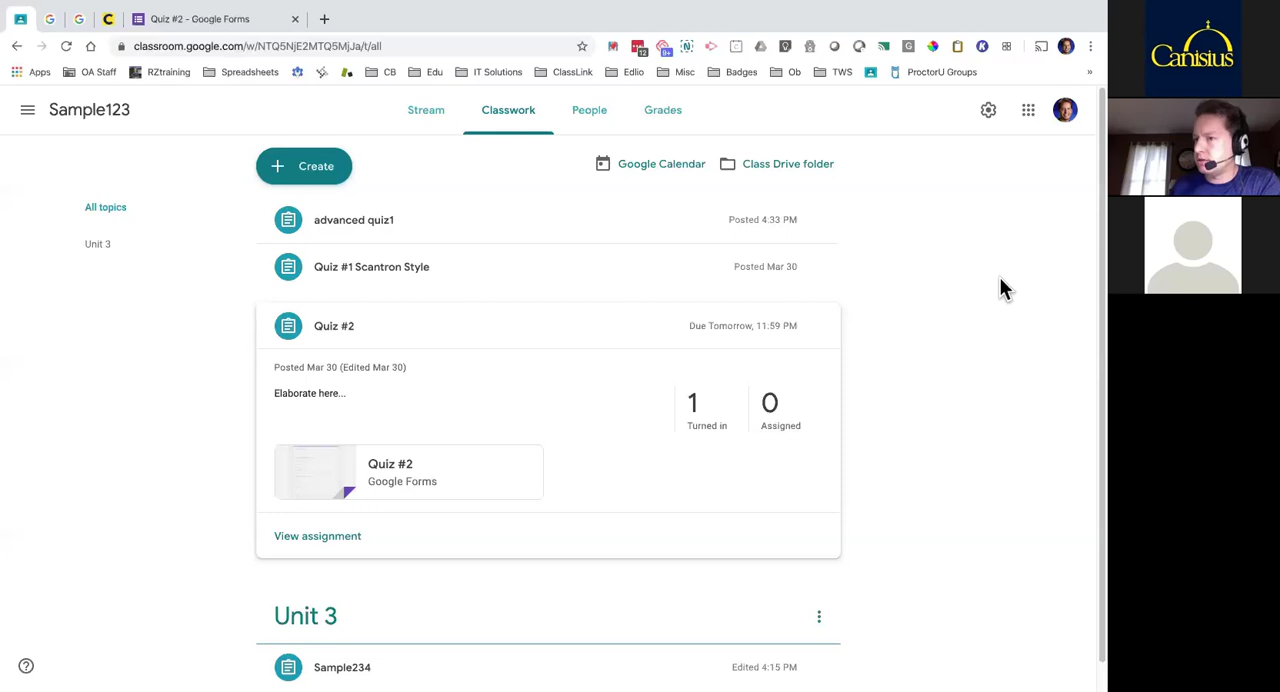 Quiz #2 - Google Forms
classroom.google.com/w/NTQ5NjE2MTQ5MjJa/t/all
Apps OA Staff RZtraining Spreadsheets CB Edu IT Solutions ClassLink Edlio Misc Badges Ob TWS ProctorU Groups »
Sample123
Stream Classwork People Grades
Create
Google Calendar Class Drive folder
All topics
Unit 3
advanced quiz1 Posted 4:33 PM
Quiz #1 Scantron Style Posted Mar 30
Quiz #2 Due Tomorrow, 11:59 PM
Posted Mar 30 (Edited Mar 30)
Elaborate here...
1 0
Turned in Assigned
Quiz #2
Google Forms
View assignment
Unit 3
Sample234 Edited 4:15 PM
Canisius